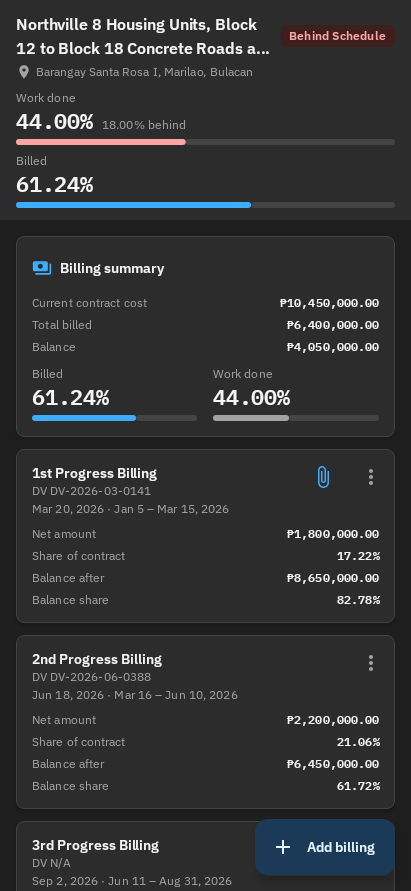 Northville 8 Housing Units, Block
12 to Block 18 Concrete Roads a...
Behind Schedule
Barangay Santa Rosa I, Marilao, Bulacan
Work done
44.00% 18.00% behind
Billed
61.24%
Billing summary
Current contract cost ₱10,450,000.00
Total billed ₱6,400,000.00
Balance ₱4,050,000.00
Billed Work done
61.24% 44.00%
1st Progress Billing
DV DV-2026-03-0141
Mar 20, 2026 · Jan 5 – Mar 15, 2026
Net amount ₱1,800,000.00
Share of contract 17.22%
Balance after ₱8,650,000.00
Balance share 82.78%
2nd Progress Billing
DV DV-2026-06-0388
Jun 18, 2026 · Mar 16 – Jun 10, 2026
Net amount ₱2,200,000.00
Share of contract 21.06%
Balance after ₱6,450,000.00
Balance share 61.72%
3rd Progress Billing
DV N/A
Sep 2, 2026 · Jun 11 – Aug 31, 2026
Add billing